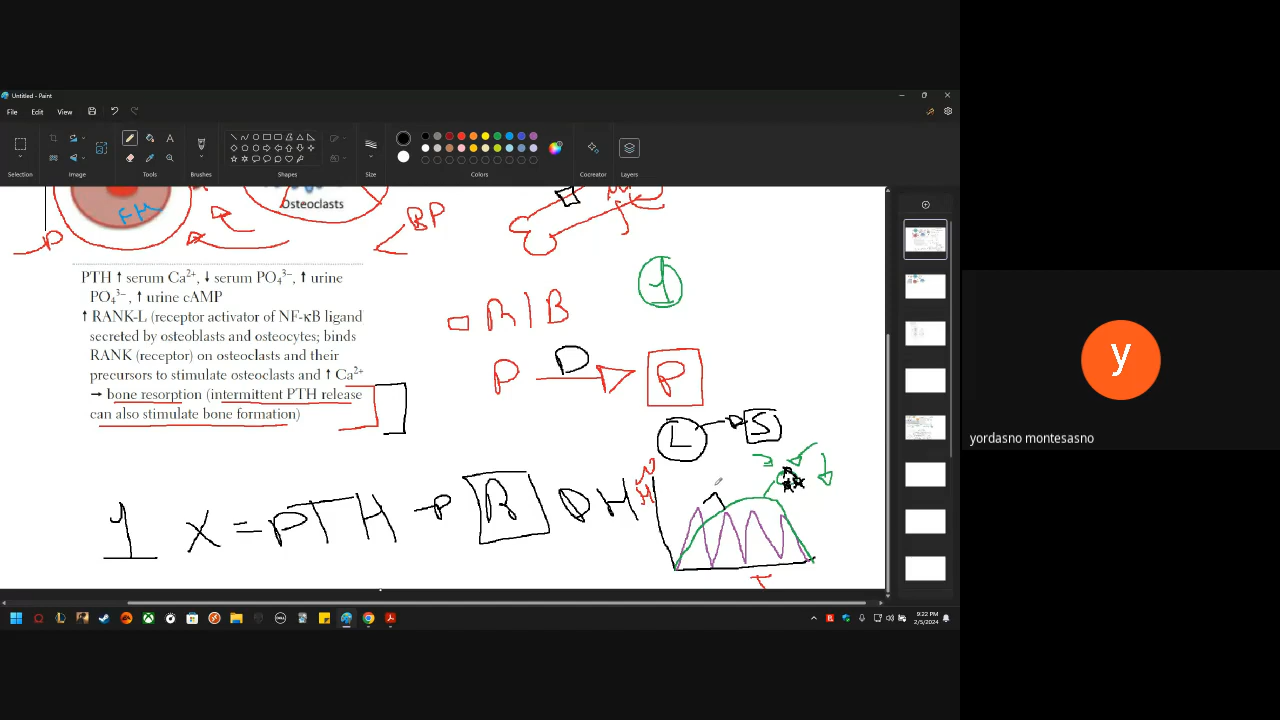 Untitled - Paint
File Edit View
Selection Image Tools Brushes Shapes Size Colors Cocreator Layers
FH
Osteoclasts
BP
P
PTH ↑ serum Ca2+, ↓ serum PO43−, ↑ urine
PO43−, ↑ urine cAMP
↑ RANK-L (receptor activator of NF-κB ligand
secreted by osteoblasts and osteocytes; binds
RANK (receptor) on osteoclasts and their
precursors to stimulate osteoclasts and ↑ Ca2+
→ bone resorption (intermittent PTH release
can also stimulate bone formation)
R | B
P D P
L S
1 X = PTH → R
T
y
yordasno montesasno
9:22 PM
2/5/2024